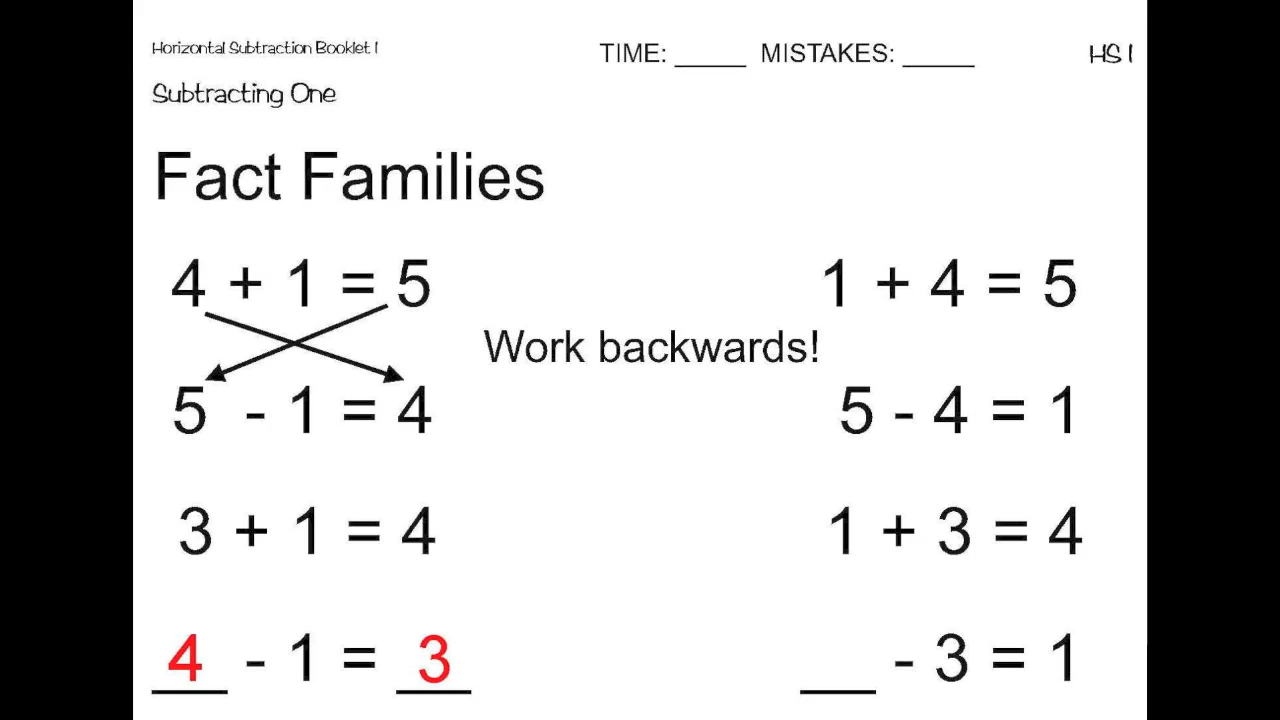 Horizontal Subtraction Booklet 1
TIME: _____ MISTAKES: _____
HS 1
Subtracting One
Fact Families
4 + 1 = 5
1 + 4 = 5
Work backwards!
5 - 1 = 4
5 - 4 = 1
3 + 1 = 4
1 + 3 = 4
4 - 1 = 3
___ - 3 = 1